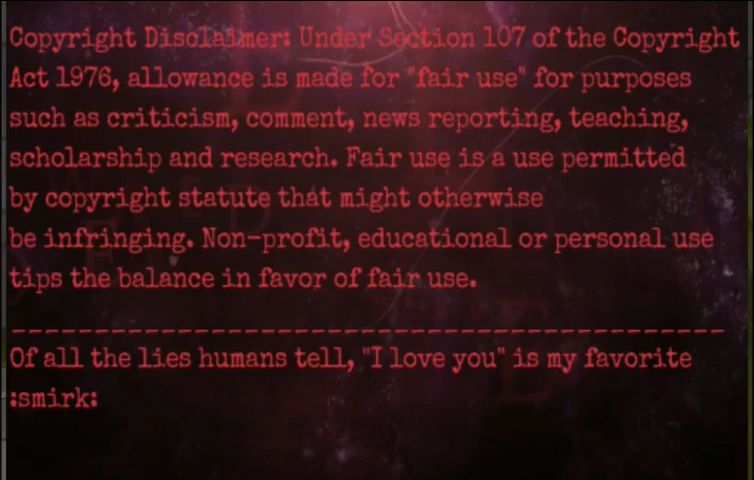 Copyright Disclaimer: Under Section 107 of the Copyright
Act 1976, allowance is made for "fair use" for purposes
such as criticism, comment, news reporting, teaching,
scholarship and research. Fair use is a use permitted
by copyright statute that might otherwise
be infringing. Non-profit, educational or personal use
tips the balance in favor of fair use.
___________________________________________
Of all the lies humans tell, "I love you" is my favorite
:smirk: